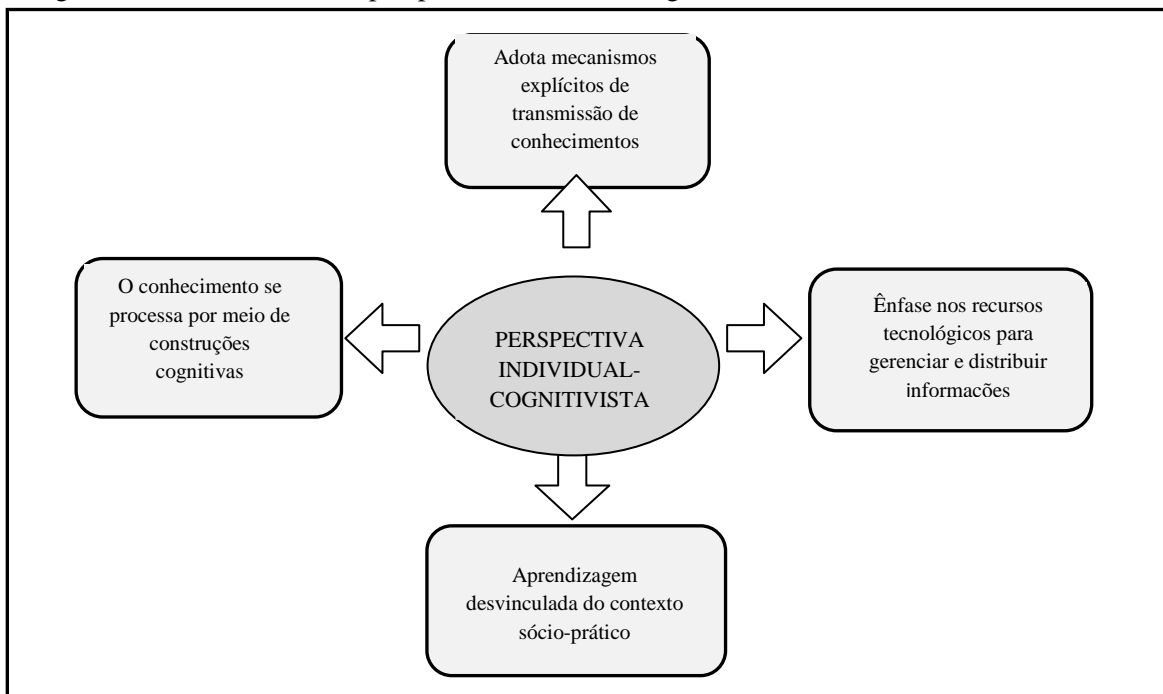 Adota mecanismos
explícitos de
transmissão de
conhecimentos
O conhecimento se
processa por meio de
construções
cognitivas
PERSPECTIVA
INDIVIDUAL-
COGNITIVISTA
Ênfase nos recursos
tecnológicos para
gerenciar e distribuir
informacões
Aprendizagem
desvinculada do contexto
sócio-prático